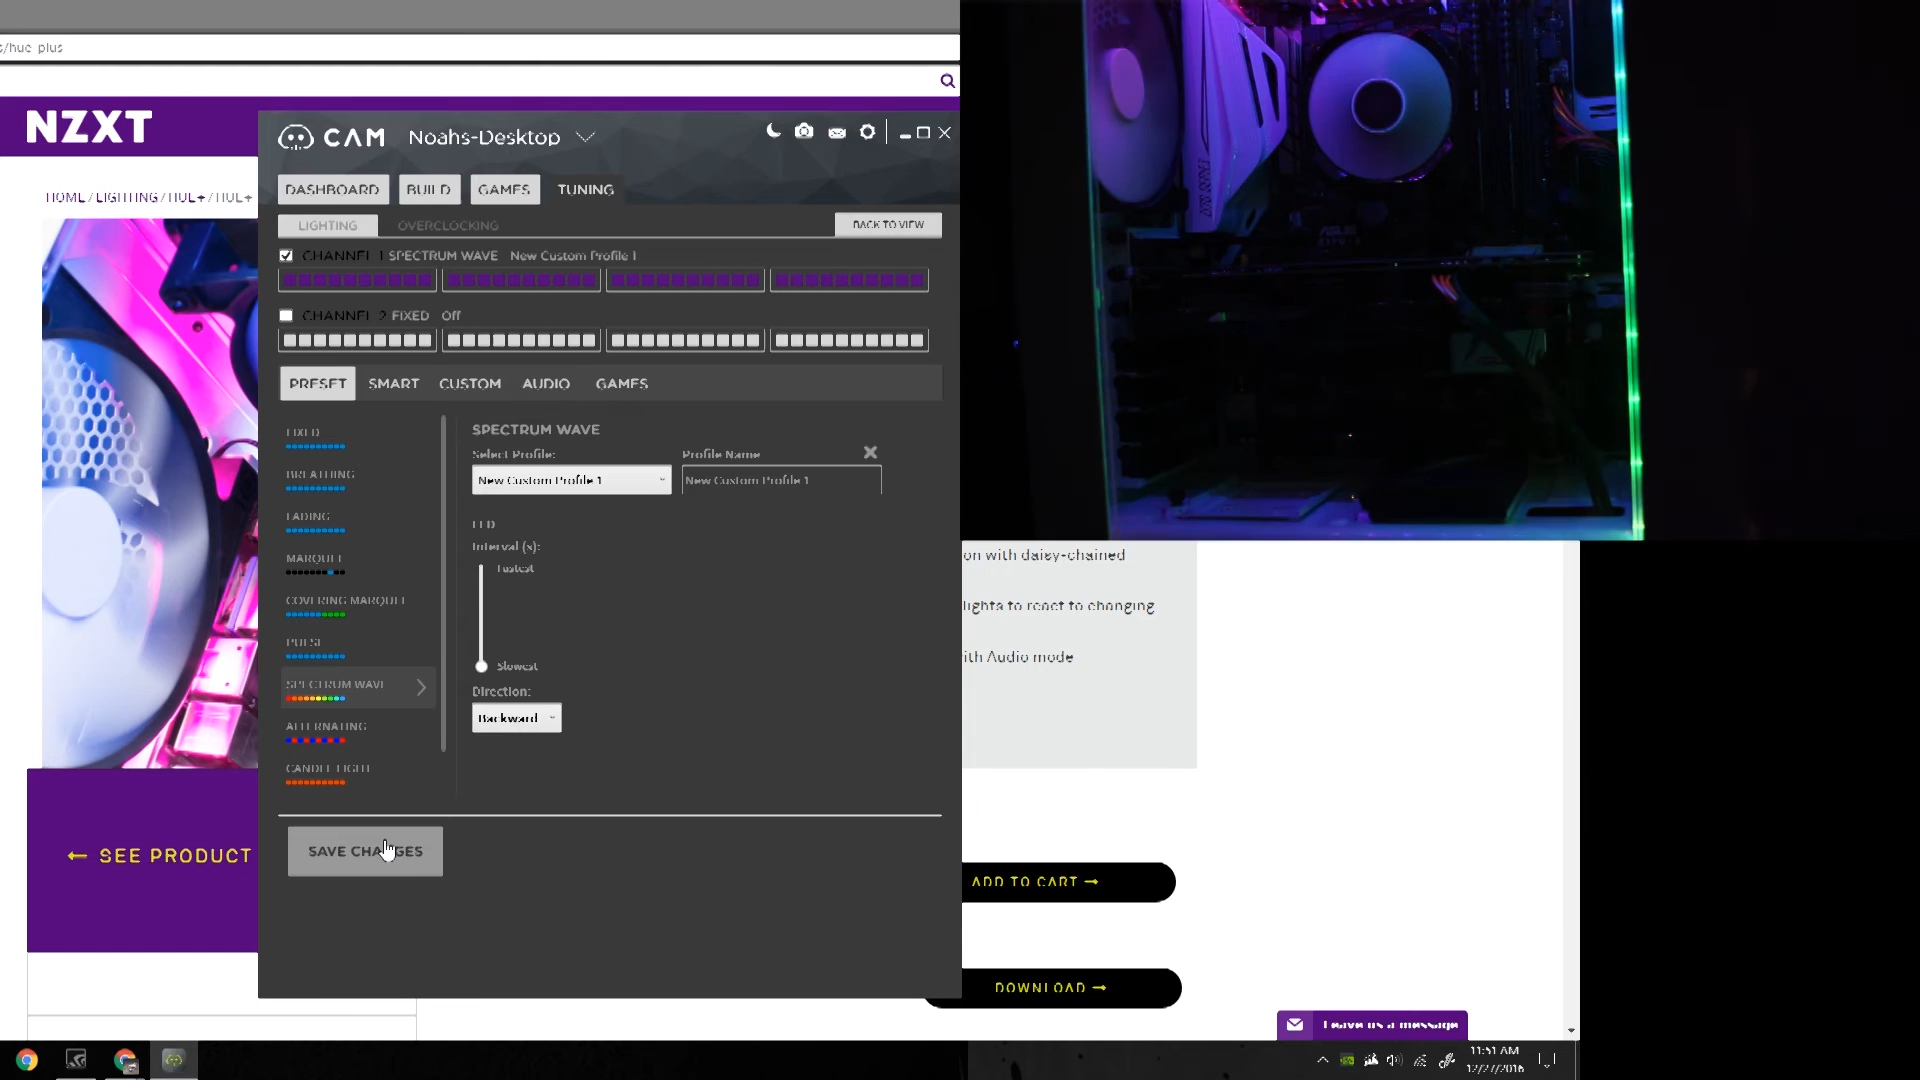 s/hue plus
NZXT
HOME / LIGHTING / HUE+ / HUE+
CAM Noahs-Desktop
DASHBOARD BUILD GAMES TUNING
LIGHTING OVERCLOCKING BACK TO VIEW
CHANNEL 1 SPECTRUM WAVE New Custom Profile 1
CHANNEL 2 FIXED Off
PRESET SMART CUSTOM AUDIO GAMES
FIXED
BREATHING
FADING
MARQUEE
COVERING MARQUEE
PULSE
SPECTRUM WAVE
ALTERNATING
CANDLE LIGHT
SPECTRUM WAVE
Select Profile: Profile Name
New Custom Profile 1 New Custom Profile 1
LED
Interval (s):
Fastest
Slowest
Direction:
Backward
SAVE CHANGES
← SEE PRODUCT
on with daisy-chained
lights to react to changing
ith Audio mode
ADD TO CART →
DOWNLOAD →
Leave us a message
11:51 AM
12/27/2016
ASUS